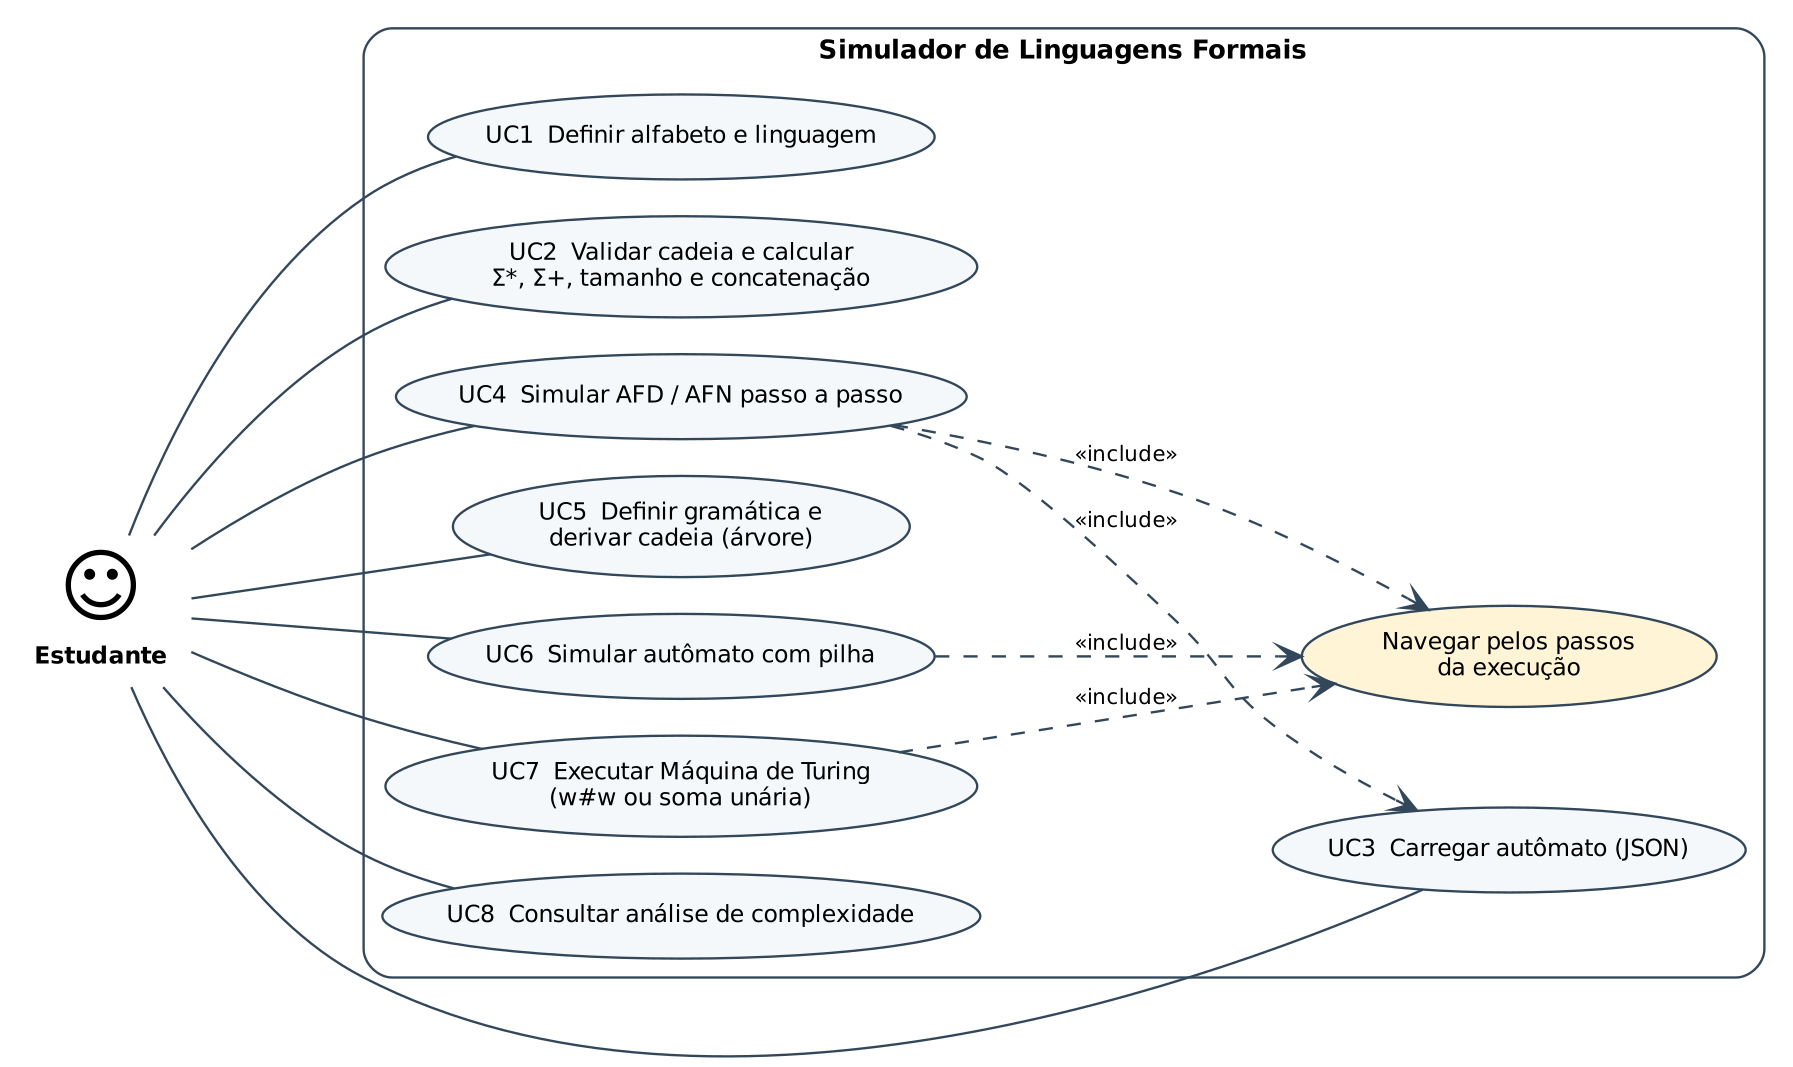 Simulador de Linguagens Formais
UC1  Definir alfabeto e linguagem
UC2  Validar cadeia e calcular
Σ*, Σ+, tamanho e concatenação
UC4  Simular AFD / AFN passo a passo
«include»
«include»
UC5  Definir gramática e
derivar cadeia (árvore)
Estudante
UC6  Simular autômato com pilha
«include»
Navegar pelos passos
da execução
«include»
UC7  Executar Máquina de Turing
(w#w ou soma unária)
UC3  Carregar autômato (JSON)
UC8  Consultar análise de complexidade